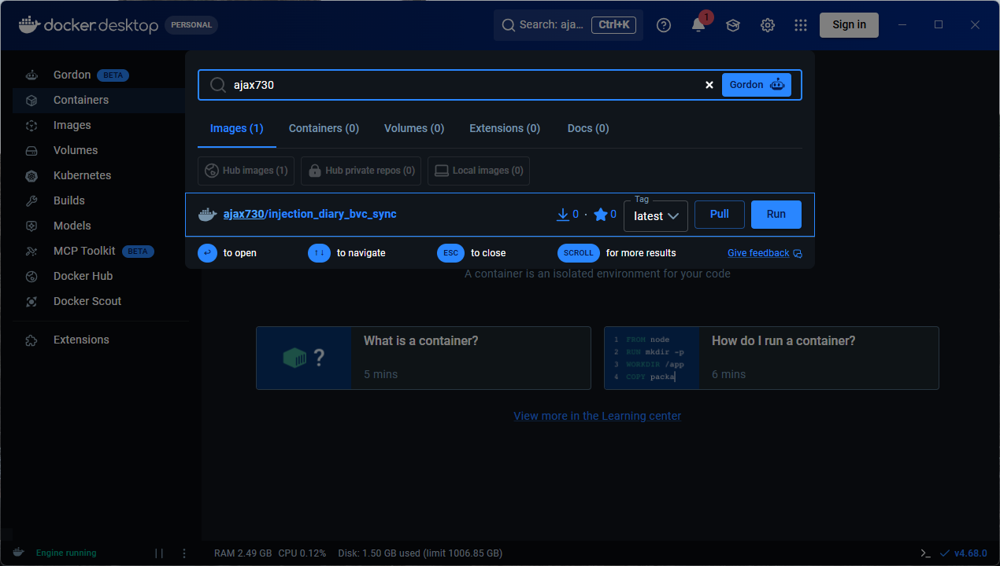 docker.desktop PERSONAL Search: aja... Ctrl+K 1 Sign in
ajax730 Gordon
Images (1) Containers (0) Volumes (0) Extensions (0) Docs (0)
Hub images (1) Hub private repos (0) Local images (0)
ajax730/injection_diary_bvc_sync 0 · 0 Tag latest Pull Run
to open to navigate ESC to close SCROLL for more results Give feedback
Gordon BETA
Containers
Images
Volumes
Kubernetes
Builds
Models
MCP Toolkit BETA
Docker Hub
Docker Scout
Extensions
A container is an isolated environment for your code
? What is a container?
5 mins
1 FROM node
2 RUN mkdir -p
3 WORKDIR /app
4 COPY packa
How do I run a container?
6 mins
View more in the Learning center
Engine running RAM 2.49 GB CPU 0.12% Disk: 1.50 GB used (limit 1006.85 GB) v4.68.0